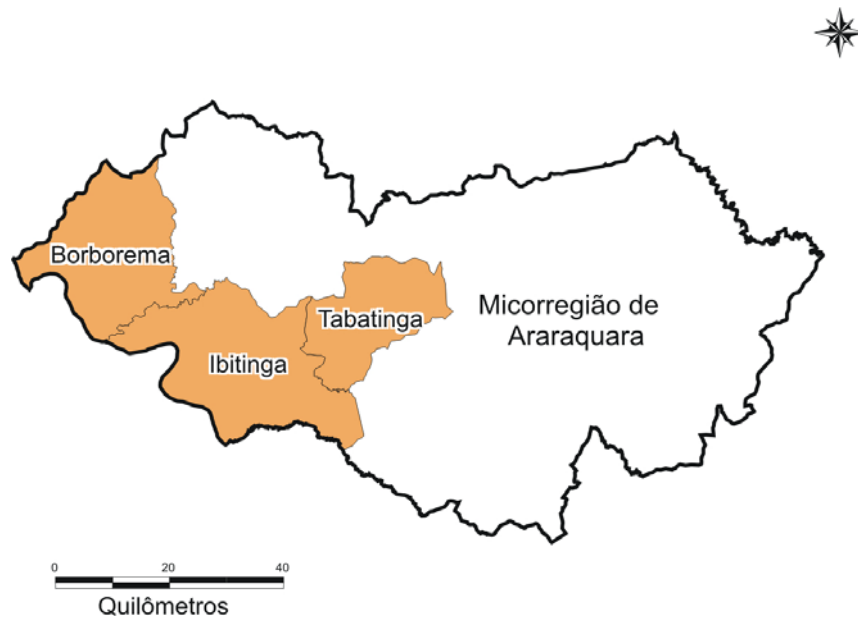 Borborema
Tabatinga
Micorregião de
Araraquara
Ibitinga
0 20 40
Quilômetros